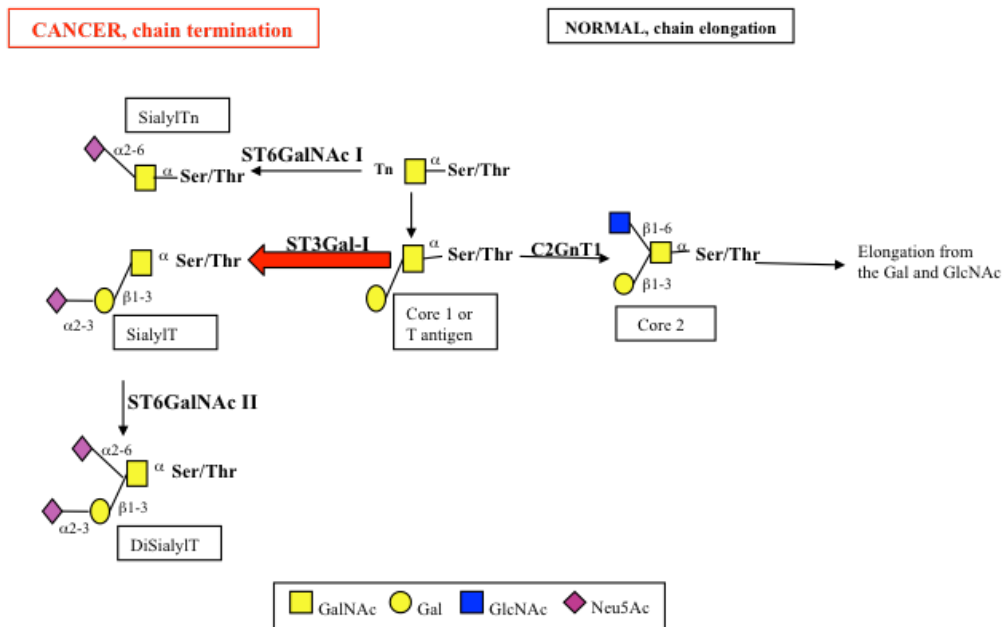 CANCER, chain termination
NORMAL, chain elongation
SialylTn
α2-6
α
Ser/Thr
ST6GalNAc I
Tn
α
Ser/Thr
ST3Gal-I
α
Ser/Thr
β1-3
α2-3
SialylT
α
Ser/Thr
Core 1 or
T antigen
C2GnT1
β1-6
α
Ser/Thr
β1-3
Core 2
Elongation from
the Gal and GlcNAc
ST6GalNAc II
α2-6
α
Ser/Thr
β1-3
α2-3
DiSialylT
GalNAc
Gal
GlcNAc
Neu5Ac